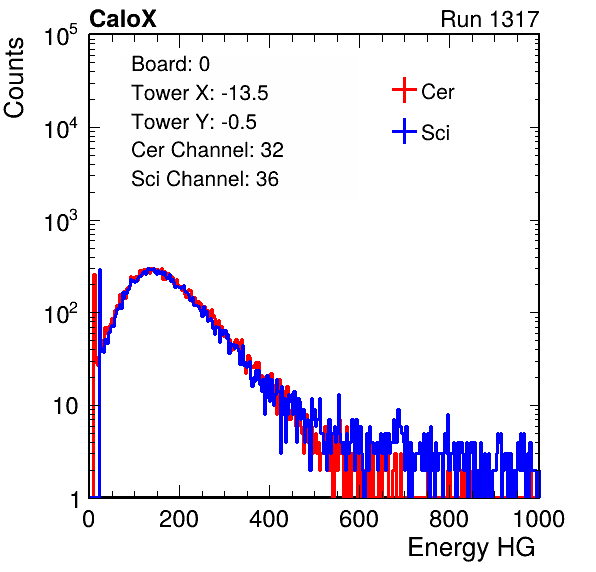 CaloX Run 1317
Counts
10^5
10^4
10^3
10^2
10
1
Board: 0
Tower X: -13.5
Tower Y: -0.5
Cer Channel: 32
Sci Channel: 36
Cer
Sci
0 200 400 600 800 1000
Energy HG